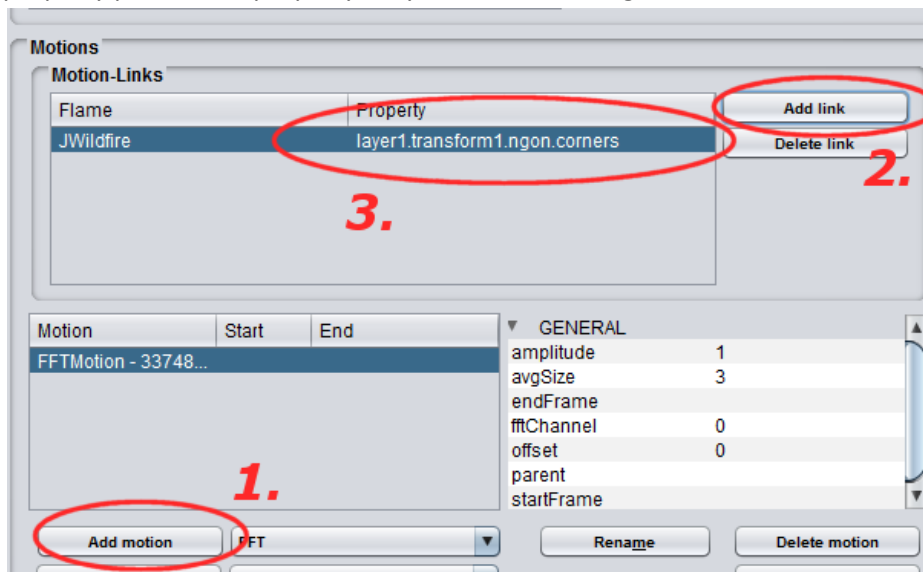 Motions
Motion-Links
Flame Property Add link
JWildfire layer1.transform1.ngon.corners Delete link
2.
3.
Motion Start End GENERAL
FFTMotion - 33748... amplitude 1
avgSize 3
endFrame
fftChannel 0
offset 0
parent
1. startFrame
Add motion FFT Rename Delete motion